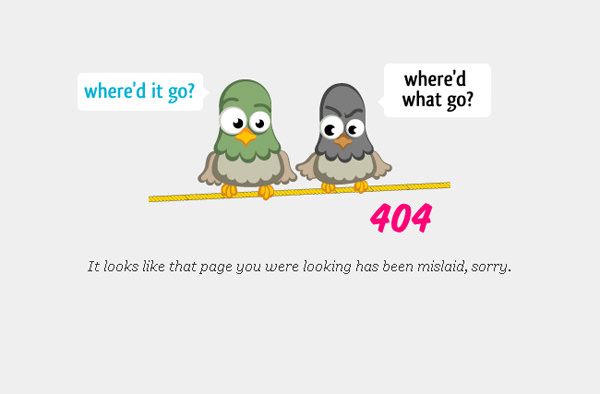 where'd it go?
where'd
what go?
404
It looks like that page you were looking has been mislaid, sorry.